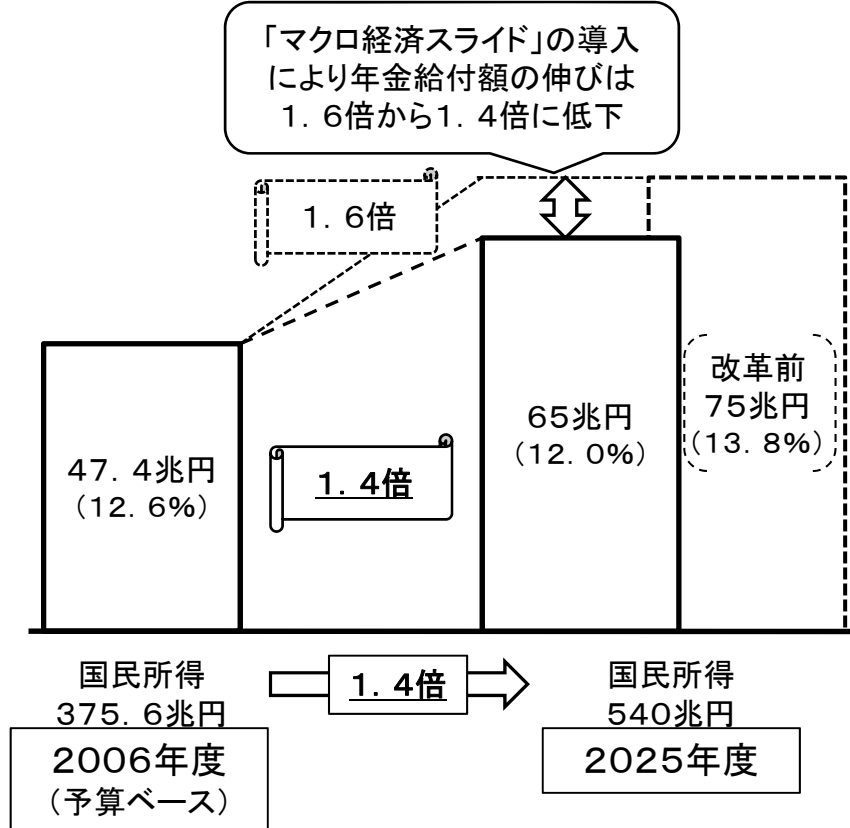 「マクロ経済スライド」の導入
により年金給付額の伸びは
1．6倍から1．4倍に低下
1．6倍
改革前
75兆円
（13．8%）
65兆円
（12．0%）
47．4兆円
（12．6%）
1．4倍
国民所得
375．6兆円
1．4倍
国民所得
540兆円
2006年度
（予算ベース）
2025年度